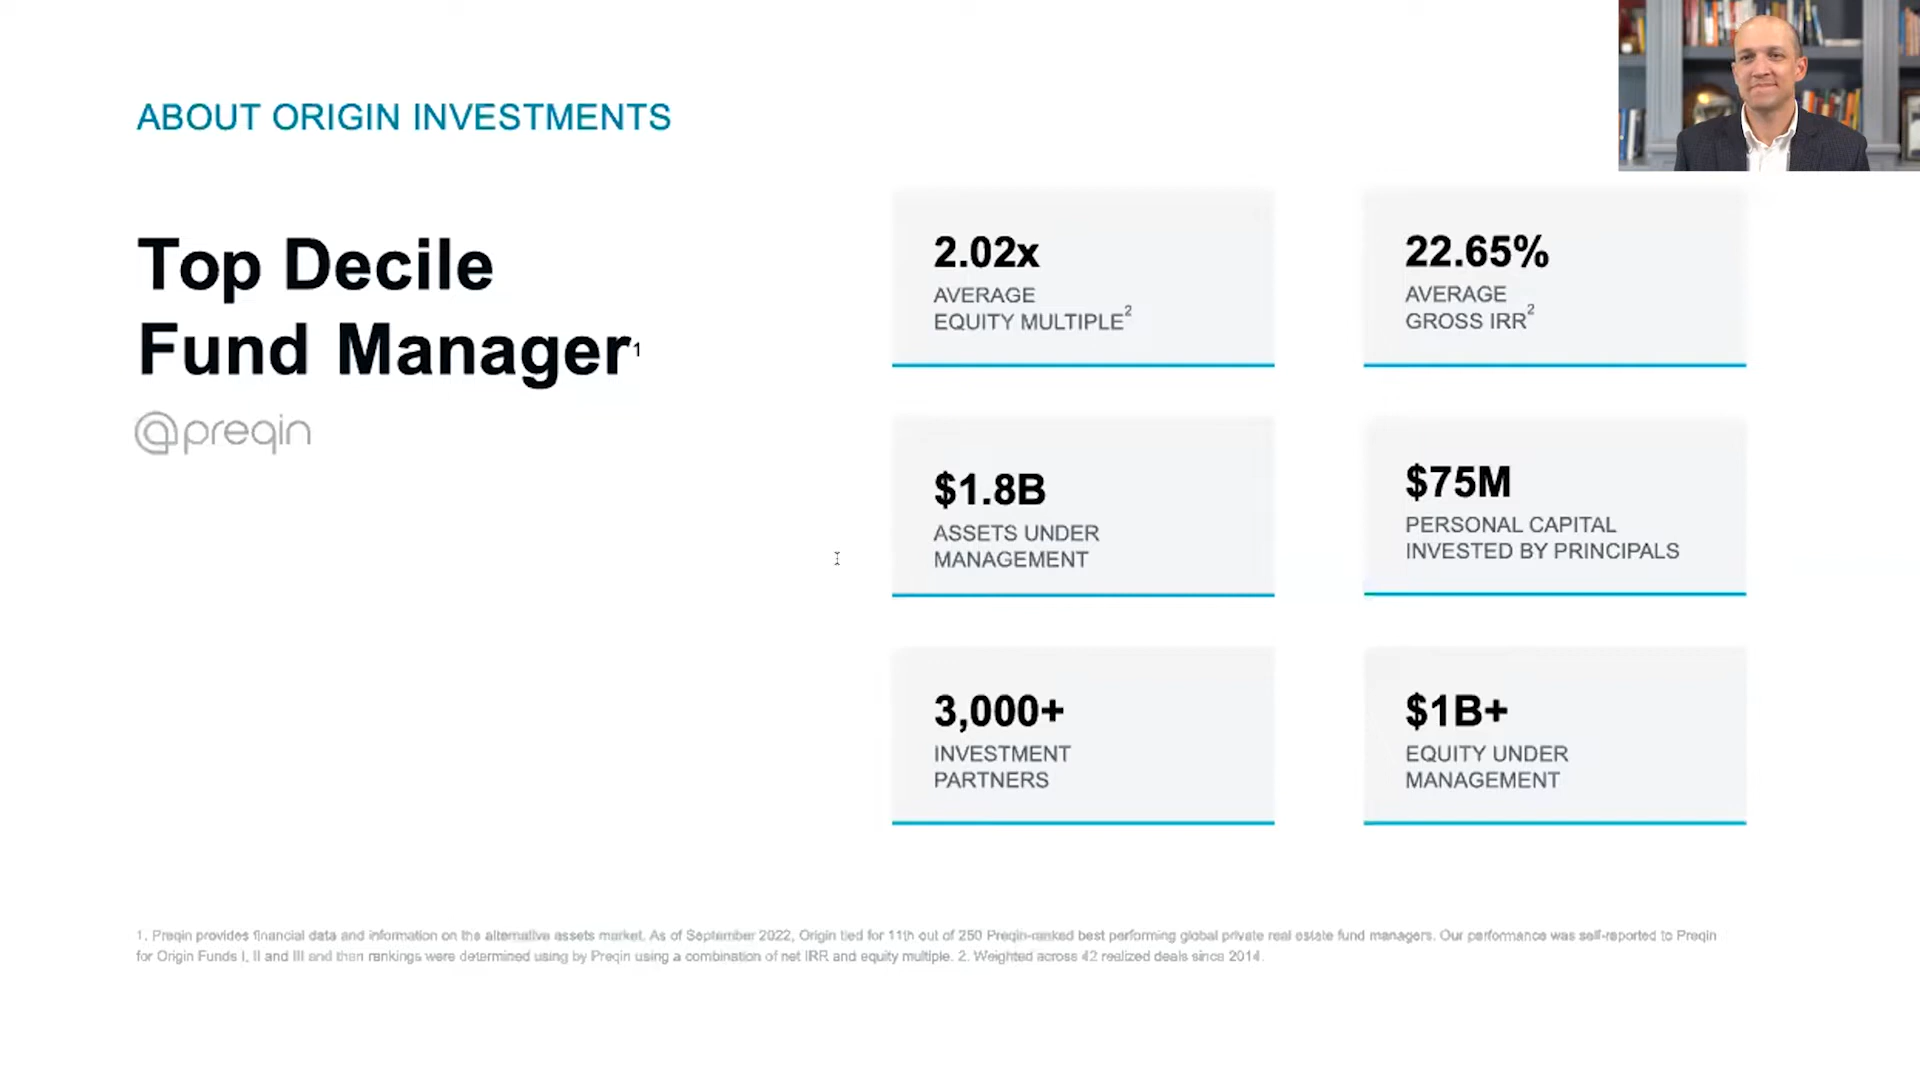 ABOUT ORIGIN INVESTMENTS
Top Decile
Fund Manager1
preqin
2.02x
AVERAGE
EQUITY MULTIPLE2
22.65%
AVERAGE
GROSS IRR2
$1.8B
ASSETS UNDER
MANAGEMENT
$75M
PERSONAL CAPITAL
INVESTED BY PRINCIPALS
3,000+
INVESTMENT
PARTNERS
$1B+
EQUITY UNDER
MANAGEMENT
1. Preqin provides financial data and information on the alternative assets market. As of September 2022, Origin tied for 11th out of 250 Preqin-ranked best performing global private real estate fund managers. Our performance was self-reported to Preqin
for Origin Funds I, II and III and then rankings were determined using by Preqin using a combination of net IRR and equity multiple. 2. Weighted across 42 realized deals since 2014.